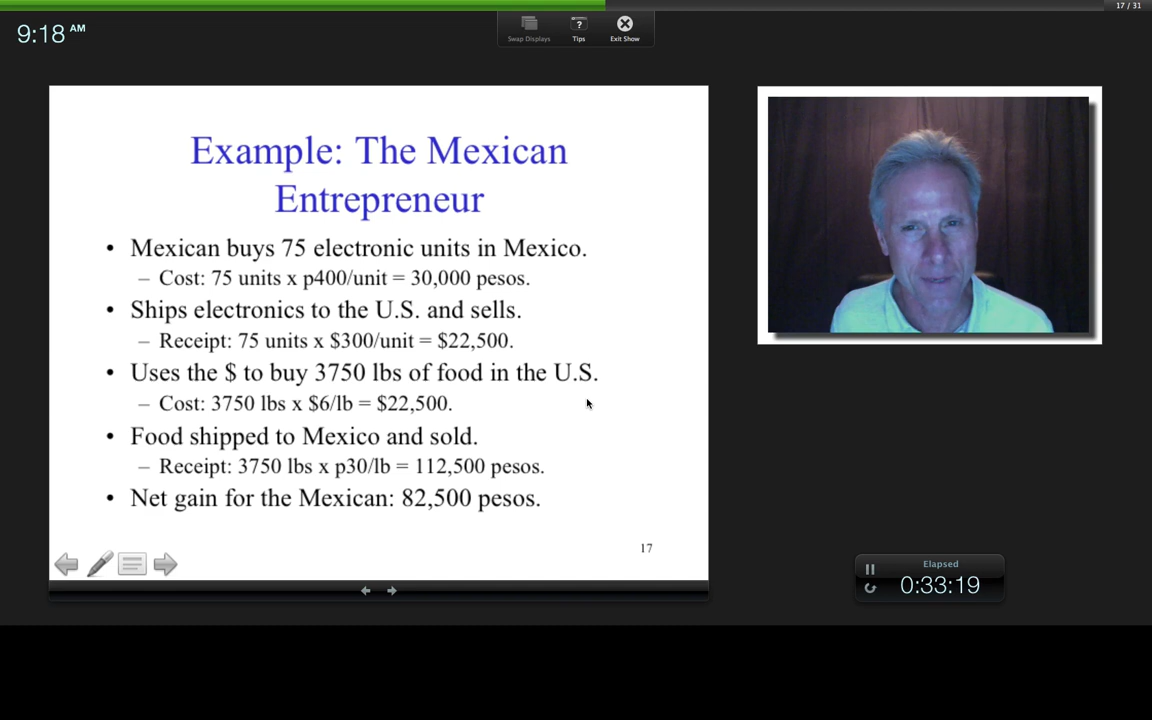 17 / 31
9:18 AM
Swap Displays
Tips
Exit Show
Example: The Mexican
Entrepreneur
• Mexican buys 75 electronic units in Mexico.
– Cost: 75 units x p400/unit = 30,000 pesos.
• Ships electronics to the U.S. and sells.
– Receipt: 75 units x $300/unit = $22,500.
• Uses the $ to buy 3750 lbs of food in the U.S.
– Cost: 3750 lbs x $6/lb = $22,500.
• Food shipped to Mexico and sold.
– Receipt: 3750 lbs x p30/lb = 112,500 pesos.
• Net gain for the Mexican: 82,500 pesos.
17
Elapsed
0:33:19